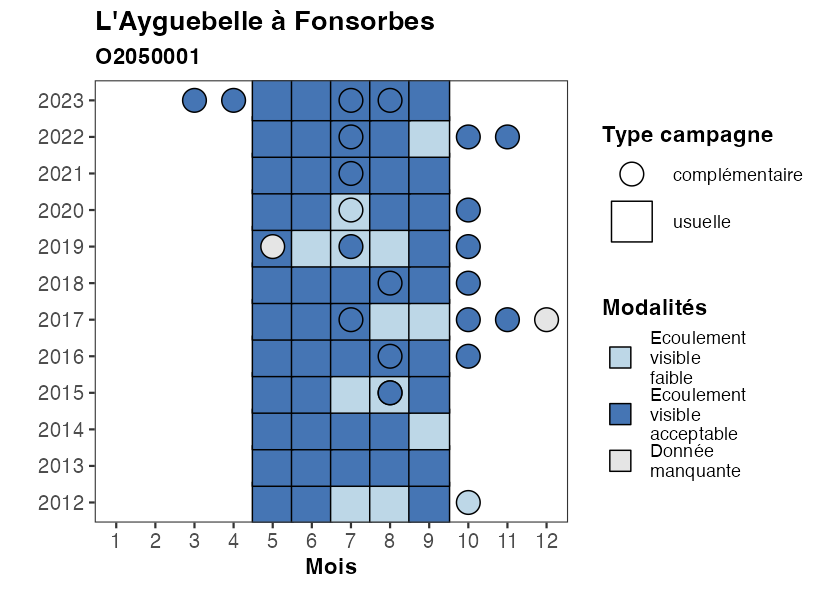 L'Ayguebelle à Fonsorbes
O2050001
2023
2022
2021
2020
2019
2018
2017
2016
2015
2014
2013
2012
1 2 3 4 5 6 7 8 9 10 11 12
Mois
Type campagne
complémentaire
usuelle
Modalités
Ecoulement
visible
faible
Ecoulement
visible
acceptable
Donnée
manquante